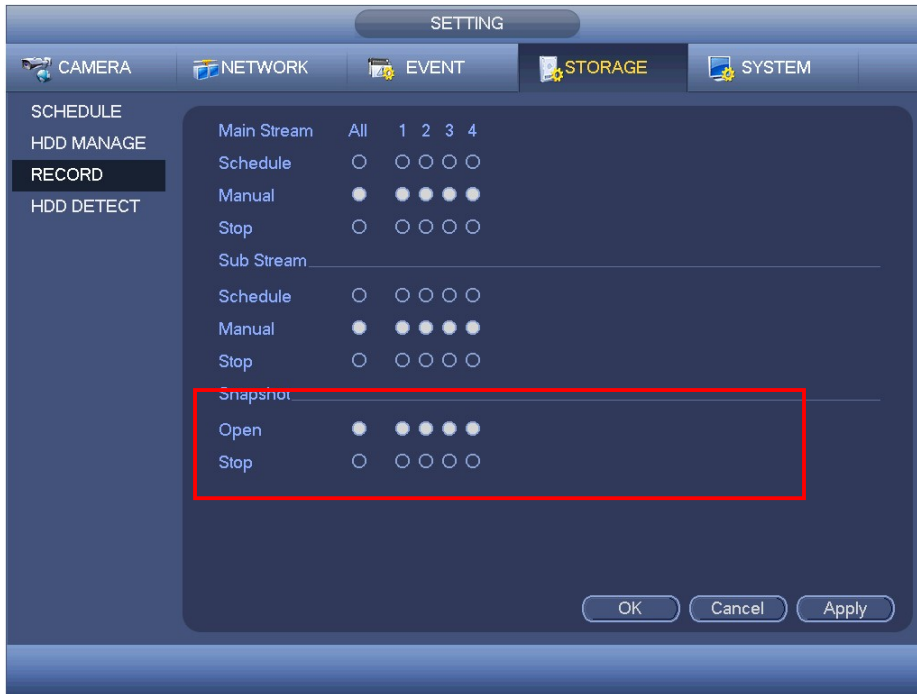 SETTING
CAMERA NETWORK EVENT STORAGE SYSTEM
SCHEDULE
HDD MANAGE
RECORD
HDD DETECT
Main Stream All 1 2 3 4
Schedule
Manual
Stop
Sub Stream
Schedule
Manual
Stop
Snapshot
Open
Stop
OK Cancel Apply